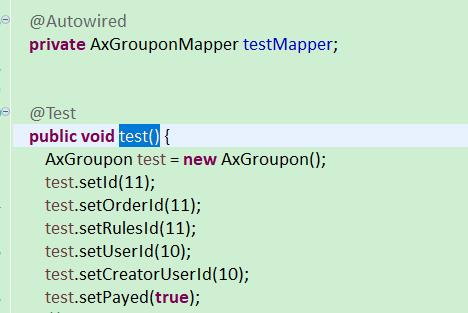 @Autowired
private AxGrouponMapper testMapper;
@Test
public void test() {
AxGroupon test = new AxGroupon();
test.setId(11);
test.setOrderId(11);
test.setRulesId(11);
test.setUserId(10);
test.setCreatorUserId(10);
test.setPayed(true);